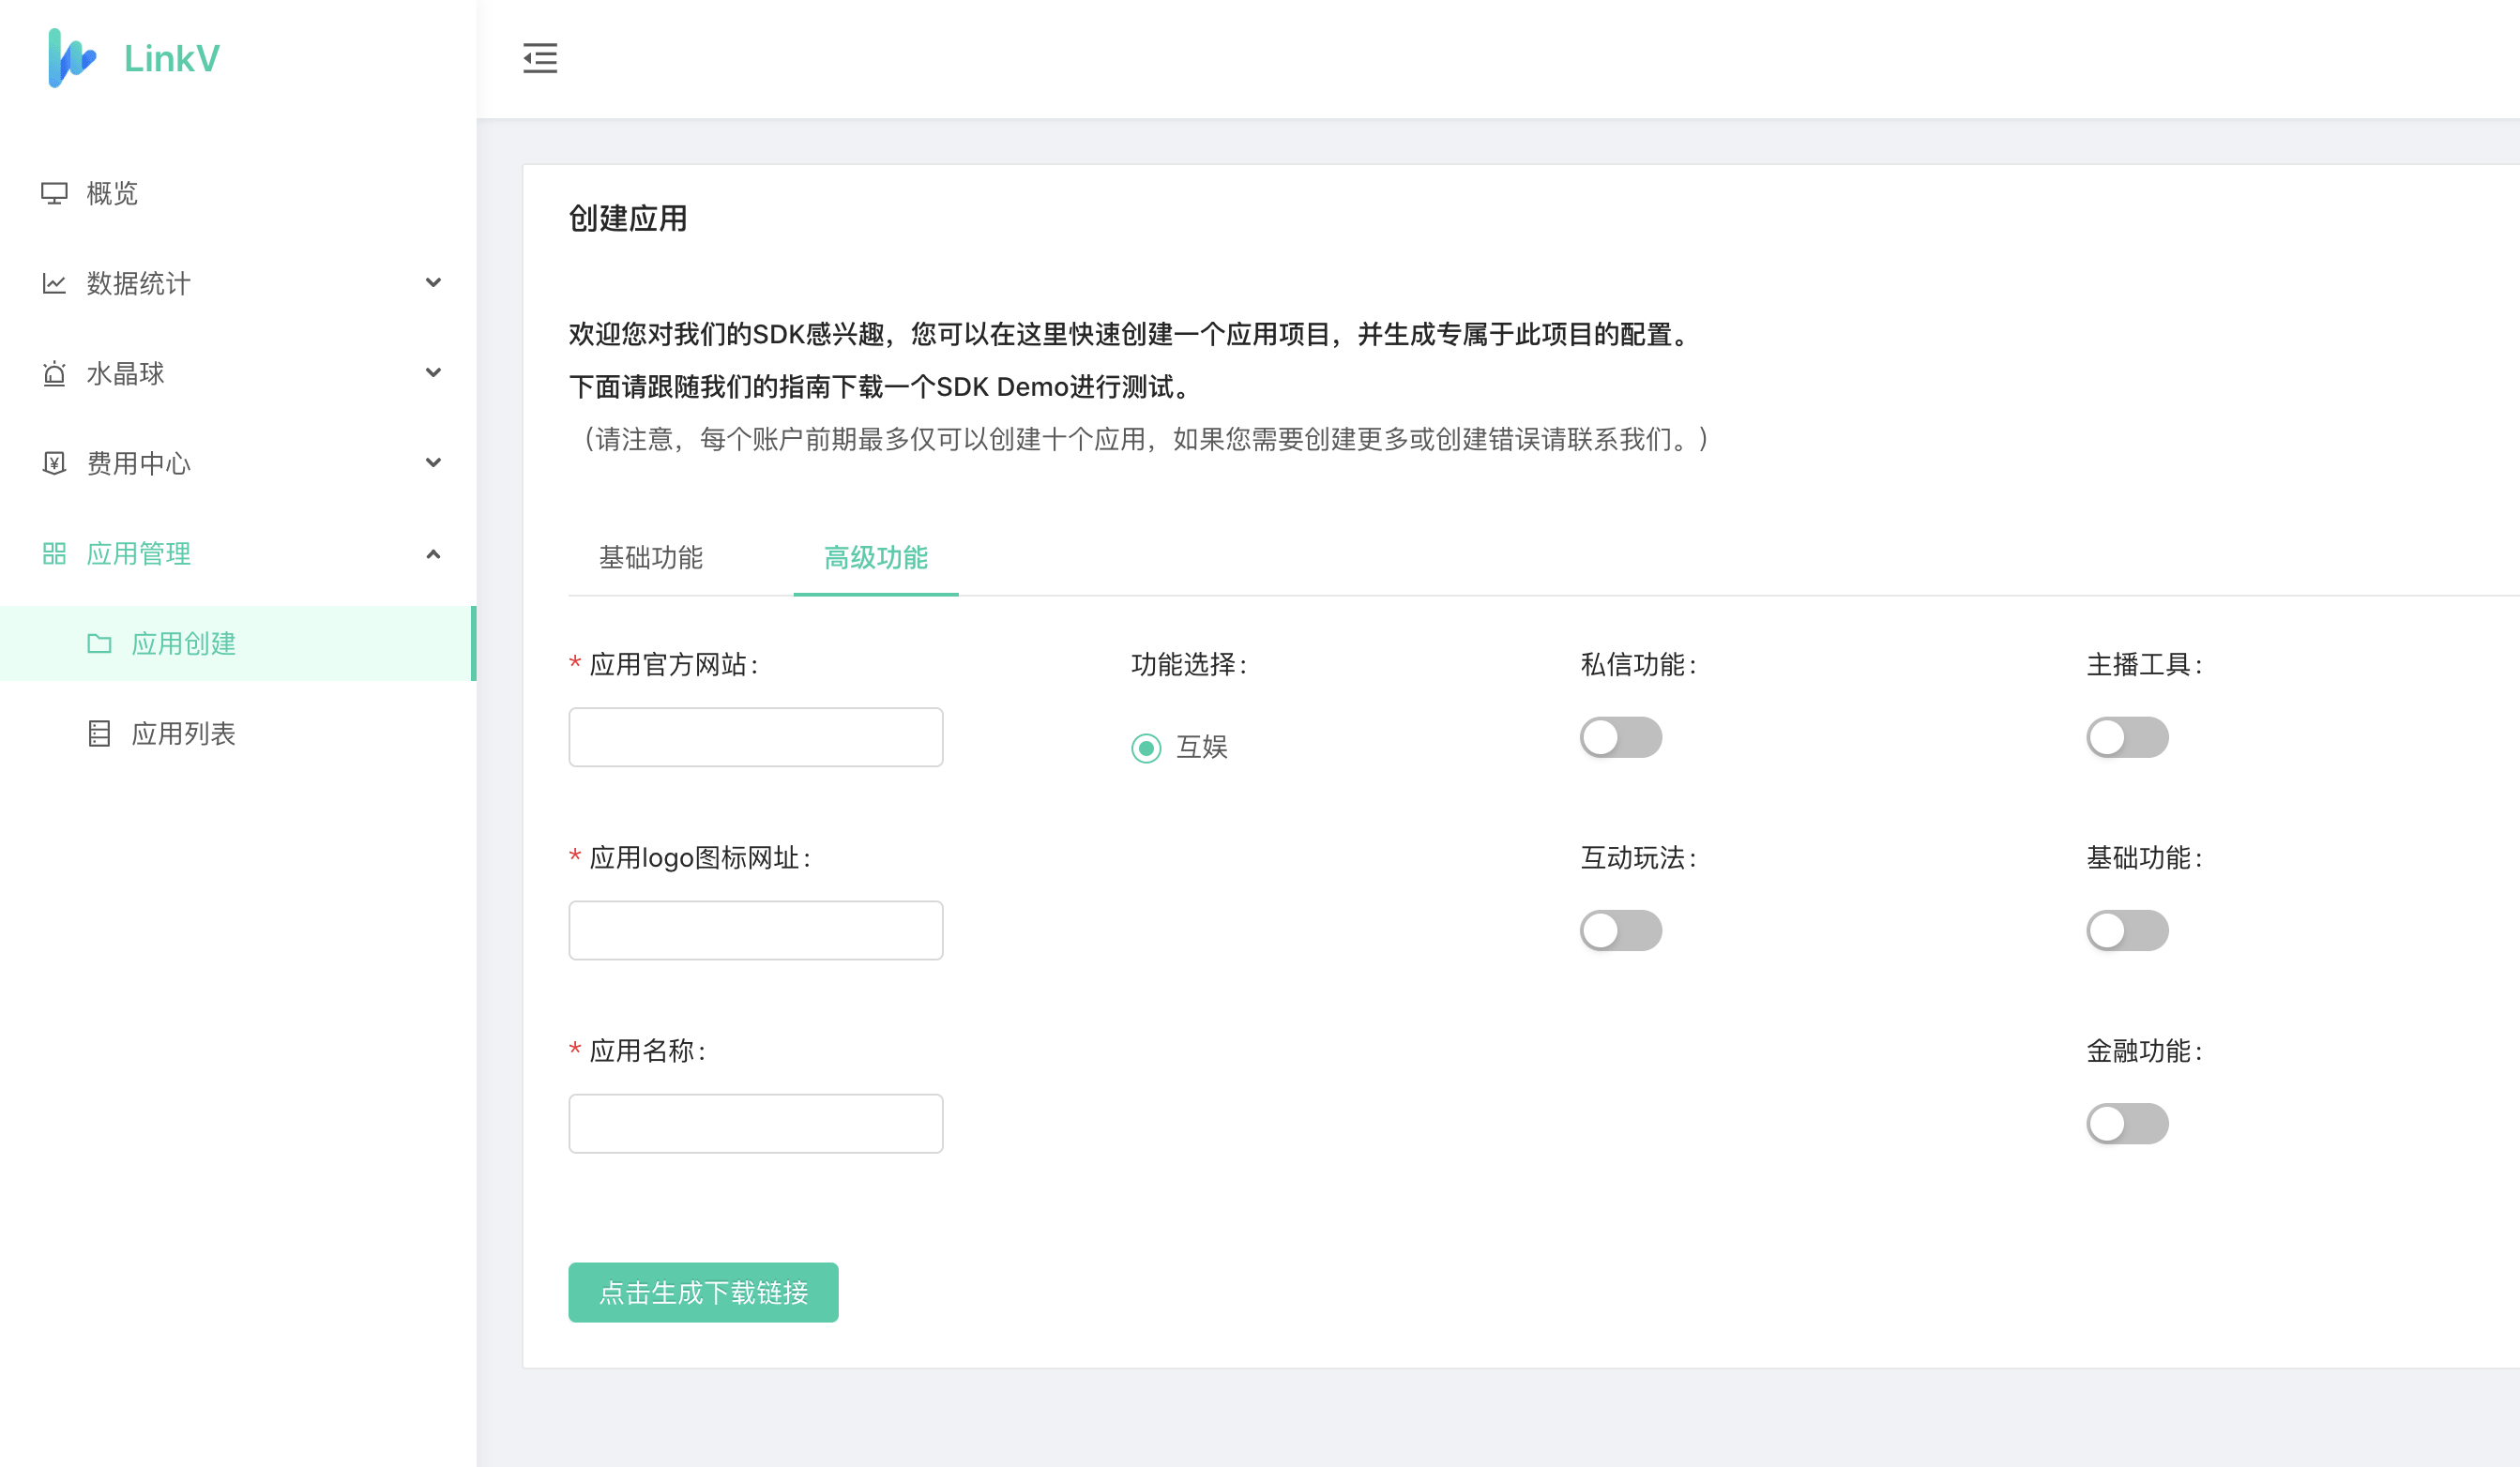 LinkV
概览
数据统计
水晶球
费用中心
应用管理
应用创建
应用列表
创建应用
欢迎您对我们的SDK感兴趣，您可以在这里快速创建一个应用项目，并生成专属于此项目的配置。
下面请跟随我们的指南下载一个SDK Demo进行测试。
（请注意，每个账户前期最多仅可以创建十个应用，如果您需要创建更多或创建错误请联系我们。）
基础功能 高级功能
* 应用官方网站： 功能选择： 私信功能： 主播工具：
互娱
* 应用logo图标网址： 互动玩法： 基础功能：
* 应用名称： 金融功能：
点击生成下载链接